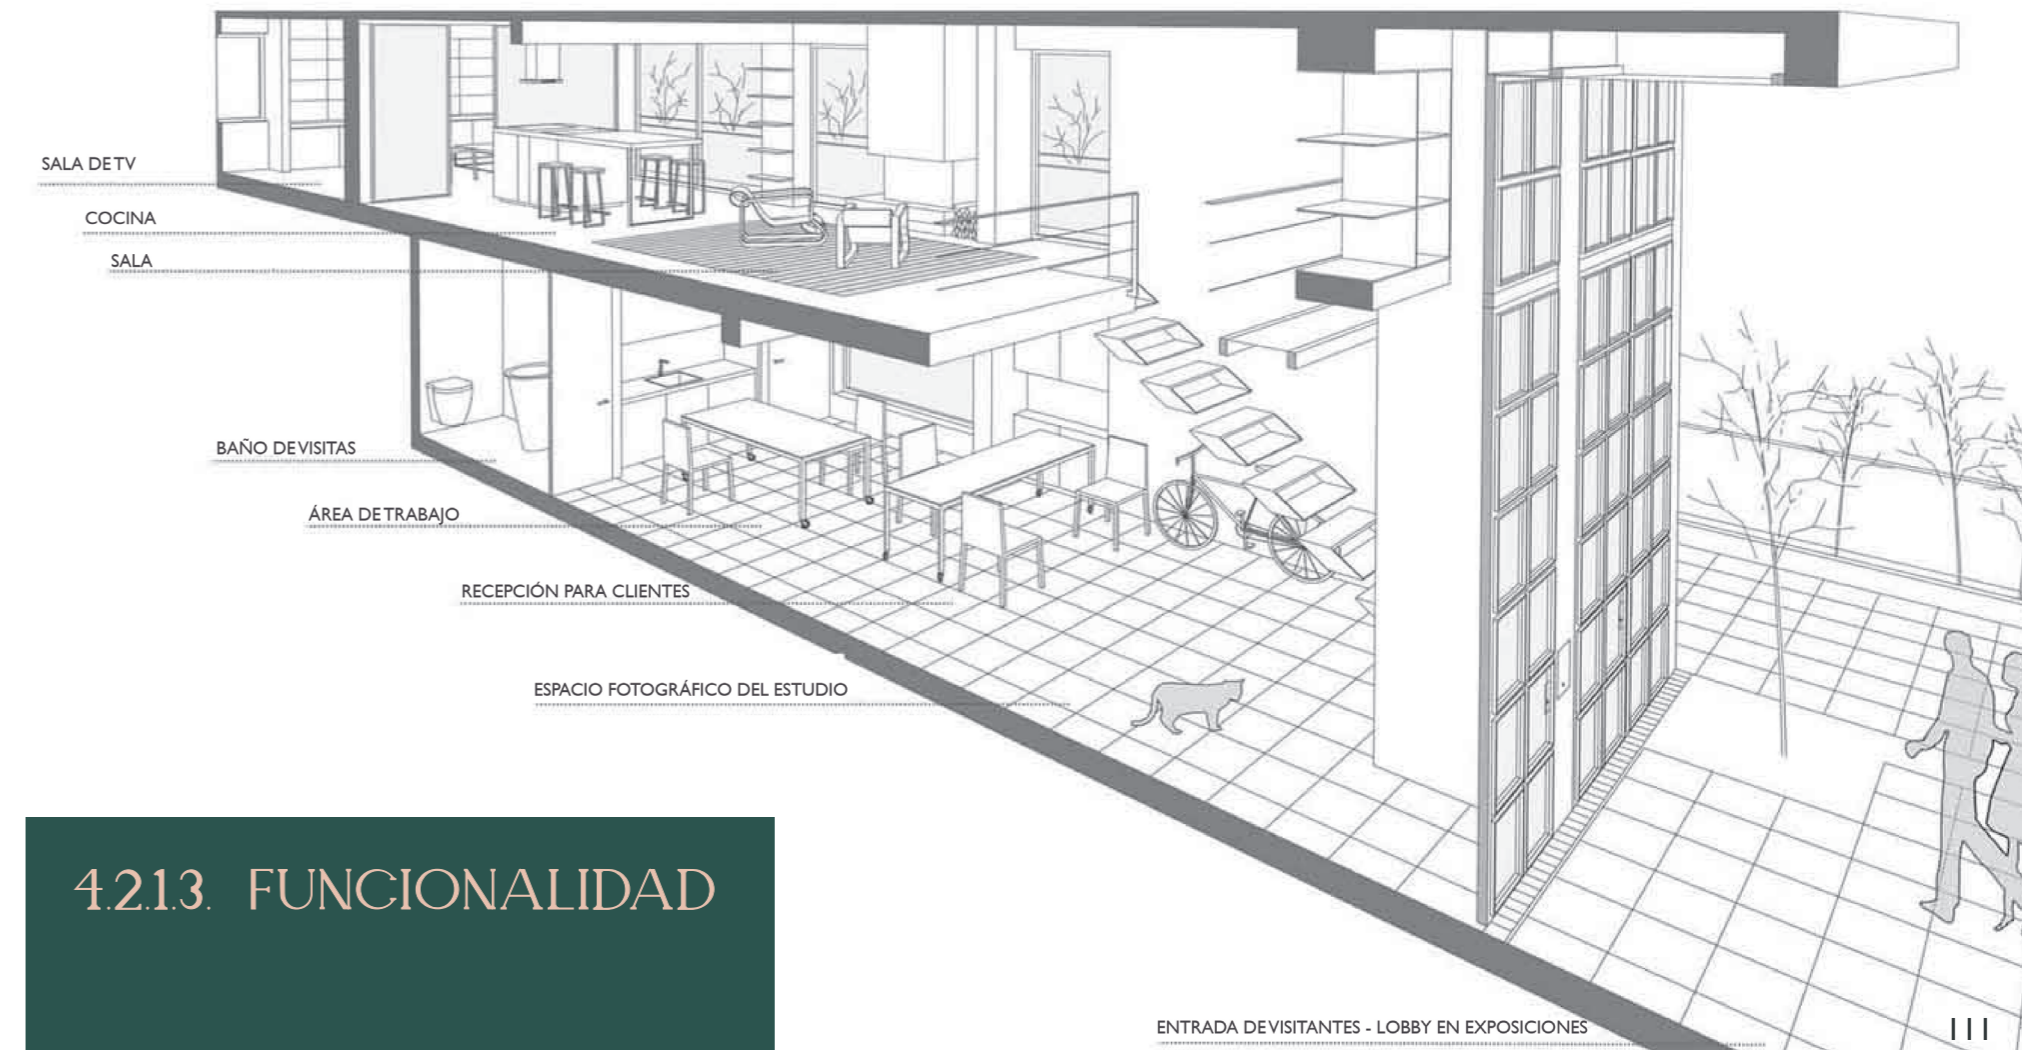 SALA DE TV
COCINA
SALA
BAÑO DE VISITAS
ÁREA DE TRABAJO
RECEPCIÓN PARA CLIENTES
ESPACIO FOTOGRÁFICO DEL ESTUDIO
4.2.1.3. FUNCIONALIDAD
ENTRADA DE VISITANTES - LOBBY EN EXPOSICIONES
111